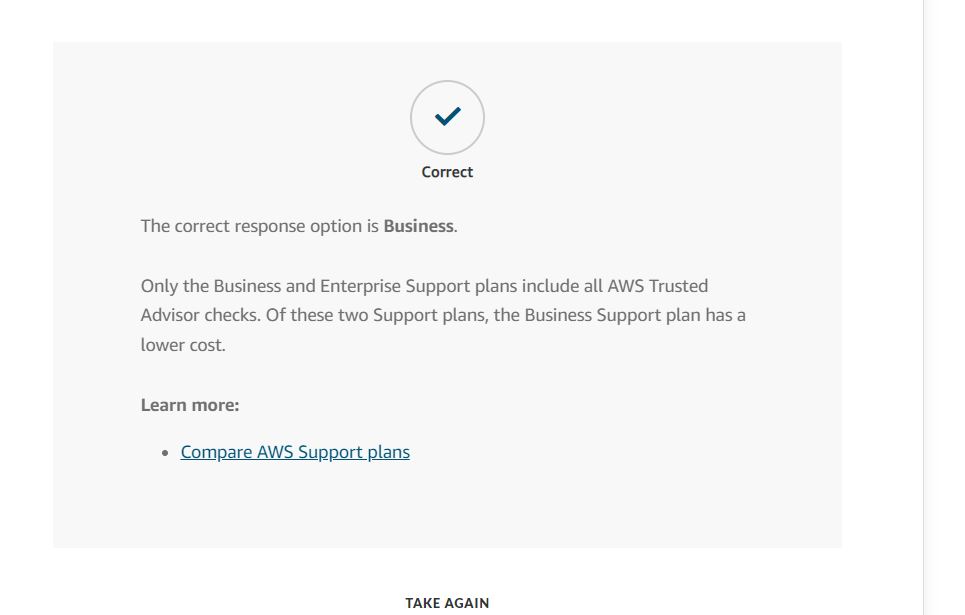 Correct
The correct response option is Business.
Only the Business and Enterprise Support plans include all AWS Trusted
Advisor checks. Of these two Support plans, the Business Support plan has a
lower cost.
Learn more:
• Compare AWS Support plans
TAKE AGAIN